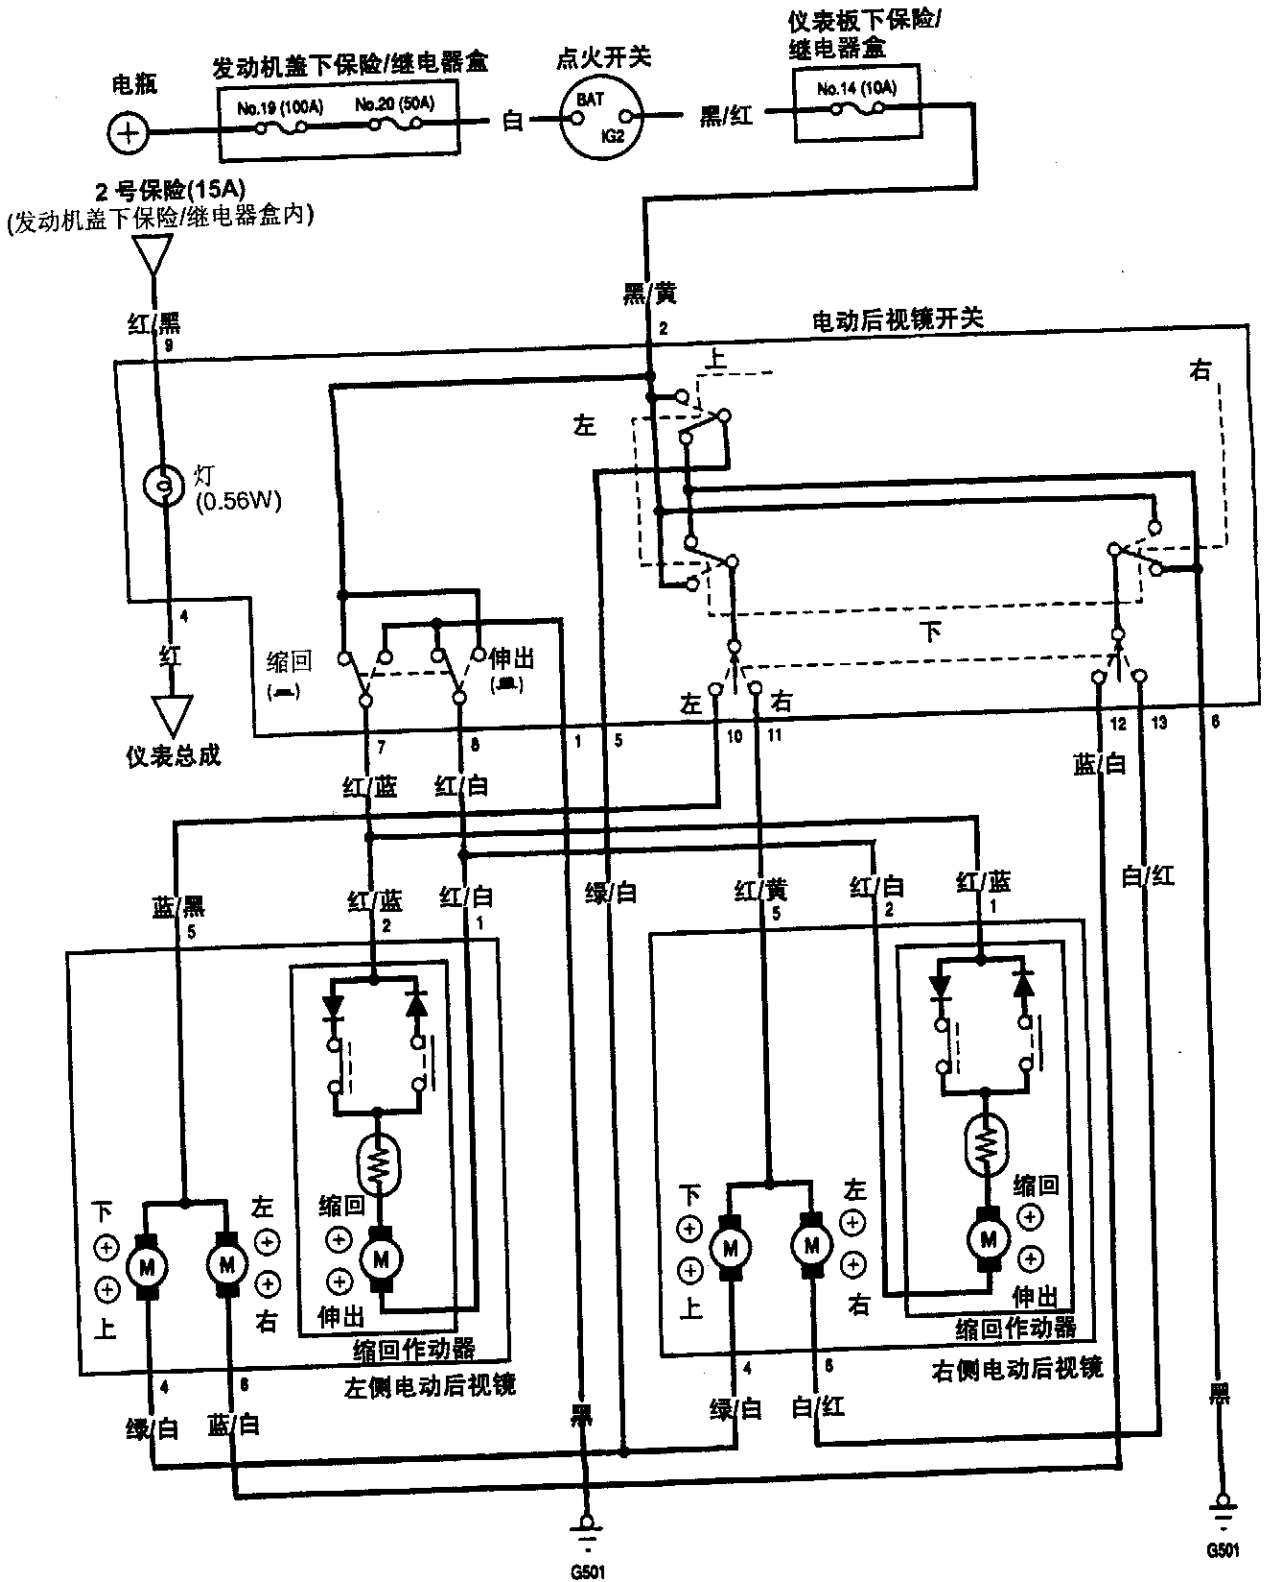 电瓶
发动机盖下保险/继电器盒
No.19 (100A)
No.20 (50A)
白
点火开关
BAT
IG2
黑/红
仪表板下保险/
继电器盒
No.14 (10A)
2 号保险(15A)
(发动机盖下保险/继电器盒内)
红/黑
9
黑/黄
2
电动后视镜开关
上
左
右
灯
(0.56W)
下
4
红
仪表总成
缩回
伸出
左
右
7
8
1
5
10
11
12
13
6
红/蓝
红/白
蓝/白
蓝/黑
5
红/蓝
2
红/白
1
绿/白
红/黄
5
红/白
2
红/蓝
1
白/红
下
上
左
右
M
M
缩回
M
伸出
缩回作动器
左侧电动后视镜
下
上
左
右
M
M
缩回
M
伸出
缩回作动器
右侧电动后视镜
4
绿/白
6
蓝/白
黑
4
绿/白
6
白/红
黑
G501
G501